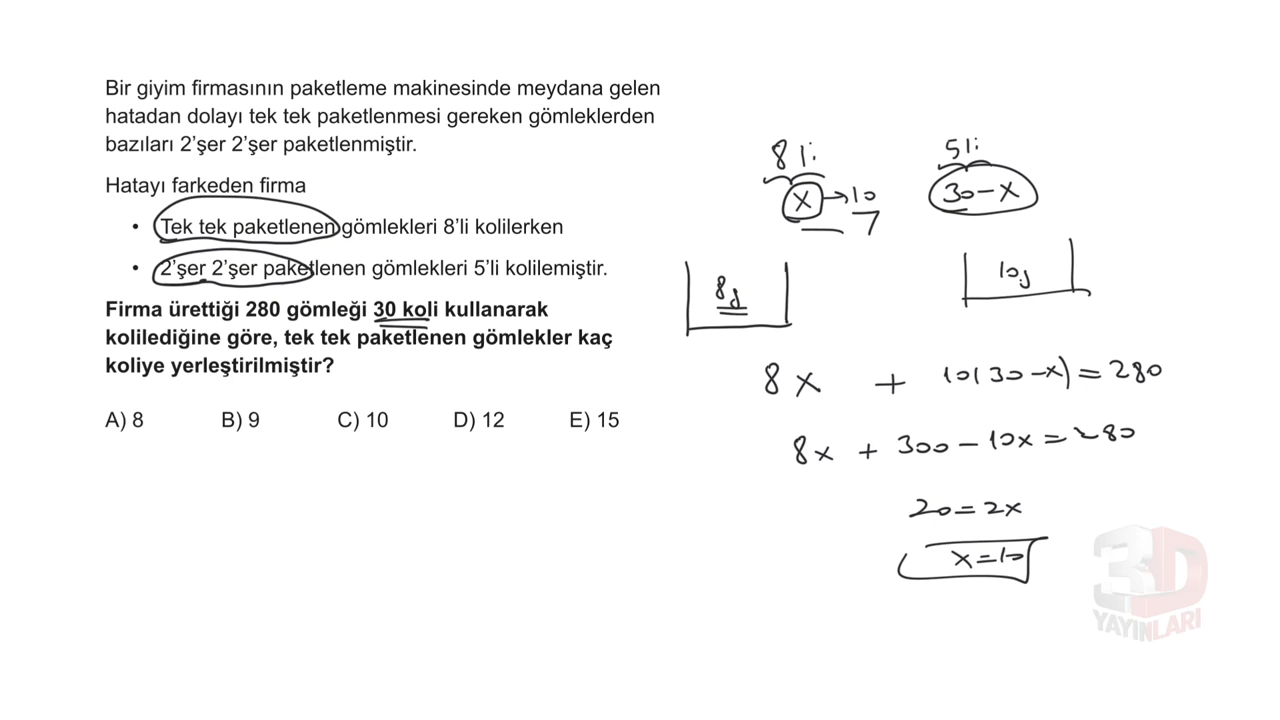 Bir giyim firmasının paketleme makinesinde meydana gelen
hatadan dolayı tek tek paketlenmesi gereken gömleklerden
bazıları 2'şer 2'şer paketlenmiştir.
Hatayı farkeden firma
• Tek tek paketlenen gömlekleri 8'li kolilerken
• 2'şer 2'şer paketlenen gömlekleri 5'li kolilemiştir.
Firma ürettiği 280 gömleği 30 koli kullanarak
kolilediğine göre, tek tek paketlenen gömlekler kaç
koliye yerleştirilmiştir?
A) 8 B) 9 C) 10 D) 12 E) 15
8li 5li
x→10 30-x
7
8g 10g
8x + 10(30-x)=280
8x + 300-10x=280
20=2x
x=10
3D
YAYINLARI